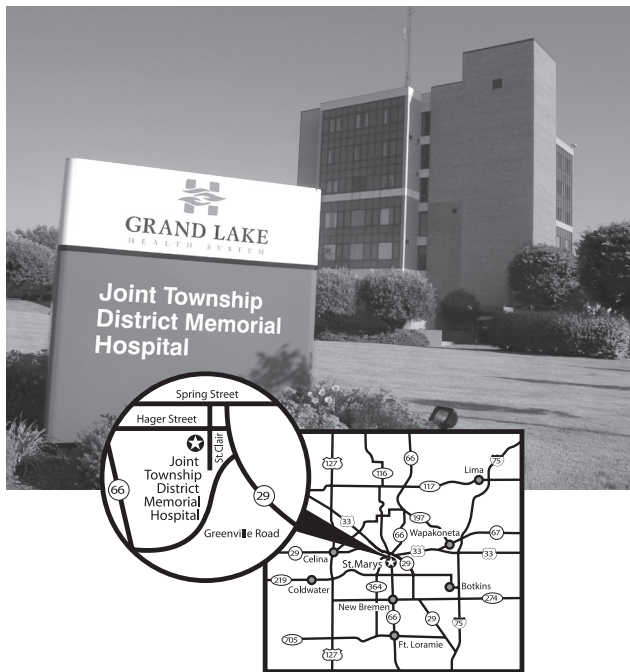 GRAND LAKE
HEALTH SYSTEM
Joint Township
District Memorial
Hospital
Spring Street
Hager Street
St.Clair
Joint
Township
District
Memorial
Hospital
66
29
Greenville Road
127
66
75
116
Lima
117
33
197
66
Wapakoneta
67
29
Celina
33
33
St.Marys
29
219
Coldwater
364
Botkins
New Bremen
274
66
29
75
705
Ft. Loramie
127